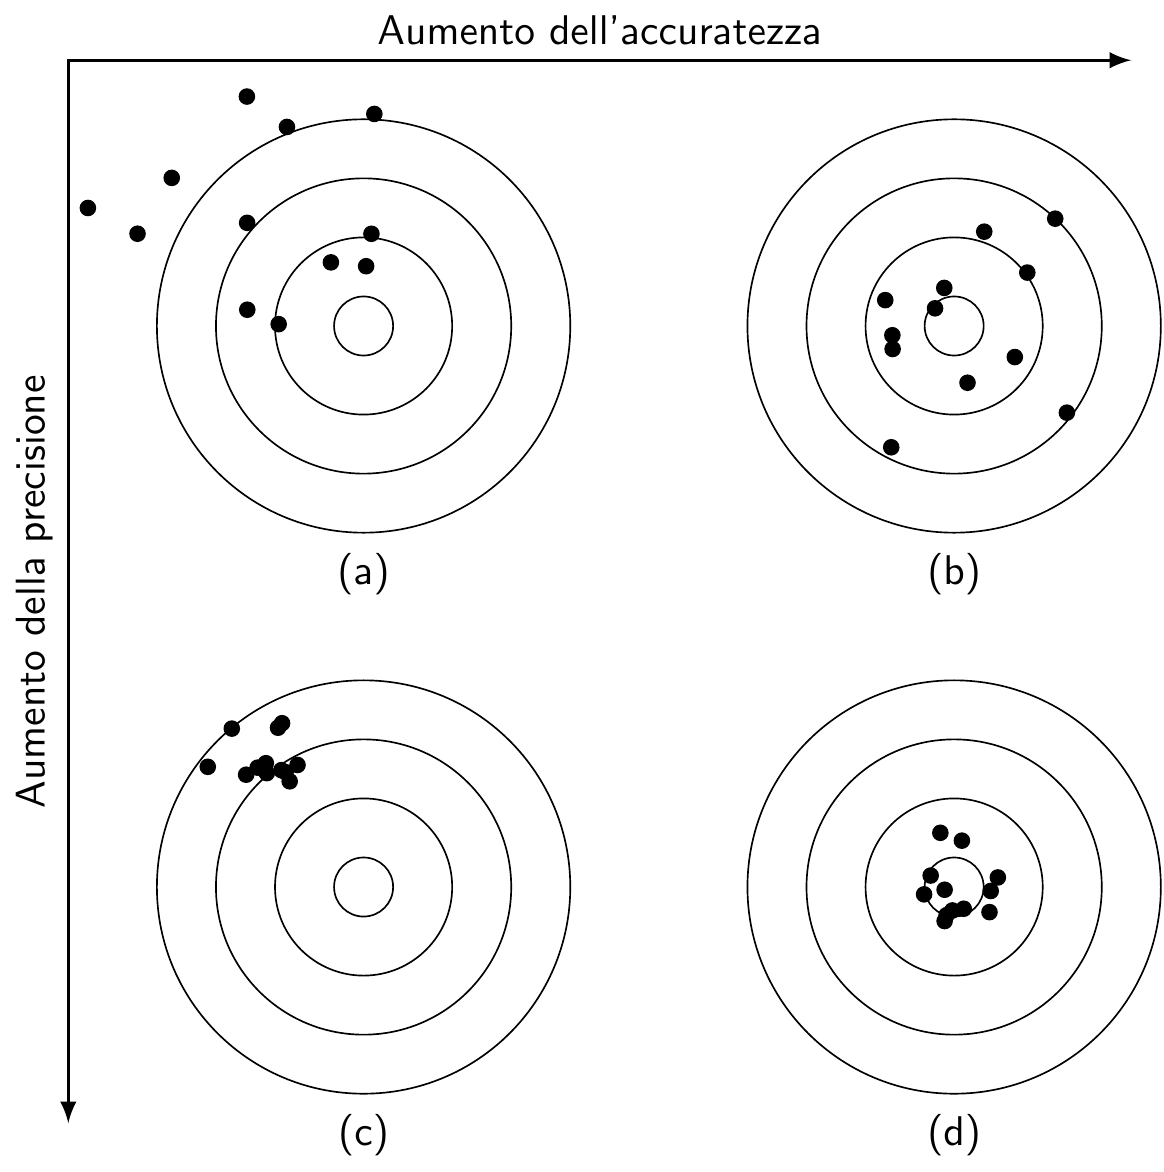 Aumento dell'accuratezza
Aumento della precisione
(a)
(b)
(c)
(d)